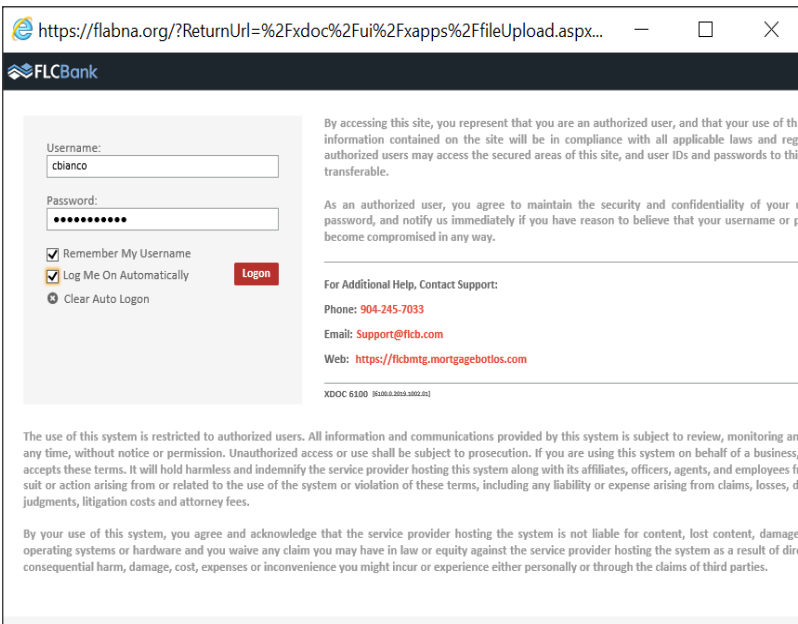 https://flabna.org/?ReturnUrl=%2Fxdoc%2Fui%2Fxapps%2FfileUpload.aspx...
FLCBank
Username:
cbianco
Password:
•••••••••••
Remember My Username
Log Me On Automatically
Logon
Clear Auto Logon
By accessing this site, you represent that you are an authorized user, and that your use of th
information contained on the site will be in compliance with all applicable laws and reg
authorized users may access the secured areas of this site, and user IDs and passwords to thi
transferable.
As an authorized user, you agree to maintain the security and confidentiality of your u
password, and notify us immediately if you have reason to believe that your username or p
become compromised in any way.
For Additional Help, Contact Support:
Phone: 904-245-7033
Email: Support@flcb.com
Web: https://flcbmtg.mortgagebotlos.com
XDOC 6100 [6100.0.2019.1002.01]
The use of this system is restricted to authorized users. All information and communications provided by this system is subject to review, monitoring an
any time, without notice or permission. Unauthorized access or use shall be subject to prosecution. If you are using this system on behalf of a business,
accepts these terms. It will hold harmless and indemnify the service provider hosting this system along with its affiliates, officers, agents, and employees f
suit or action arising from or related to the use of the system or violation of these terms, including any liability or expense arising from claims, losses, d
judgments, litigation costs and attorney fees.
By your use of this system, you agree and acknowledge that the service provider hosting the system is not liable for content, lost content, damage
operating systems or hardware and you waive any claim you may have in law or equity against the service provider hosting the system as a result of dire
consequential harm, damage, cost, expenses or inconvenience you might incur or experience either personally or through the claims of third parties.